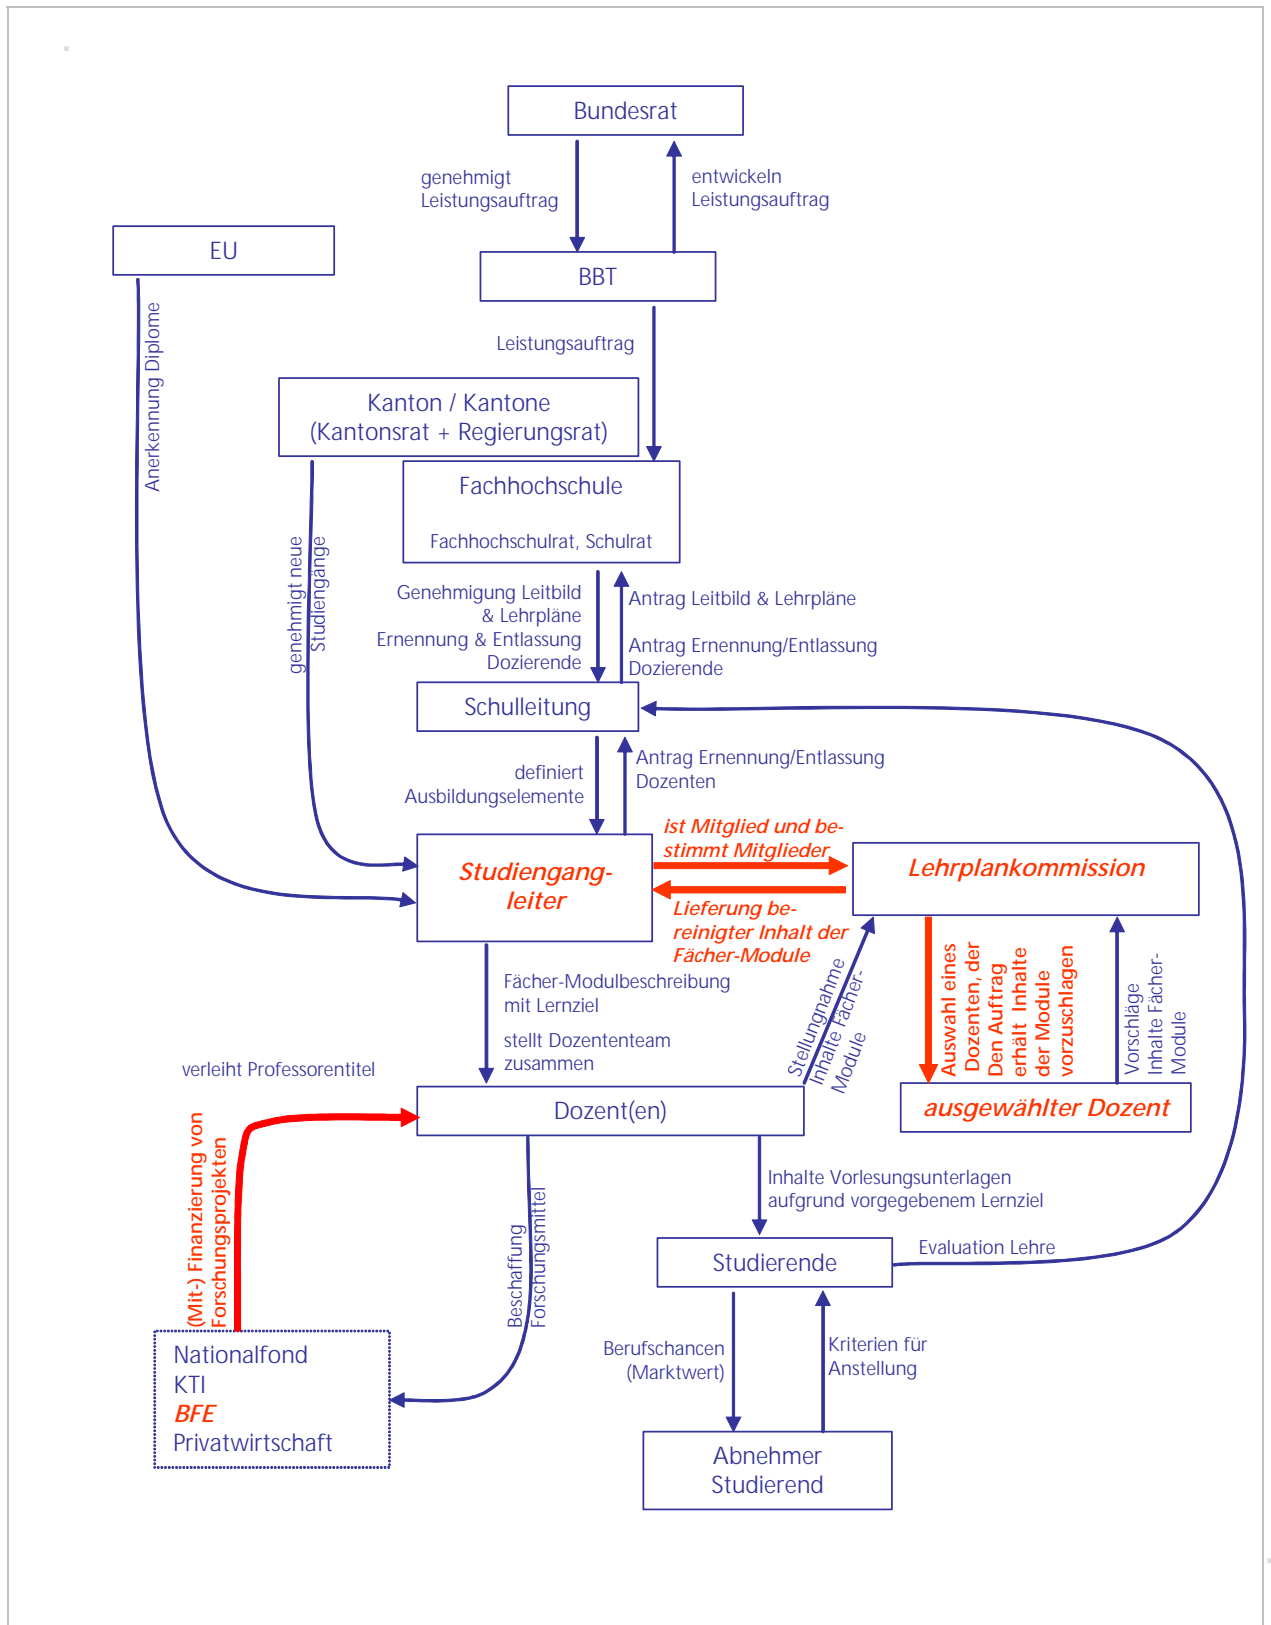 Bundesrat
genehmigt
Leistungsauftrag
entwickeln
Leistungsauftrag
EU
BBT
Anerkennung Diplome
Leistungsauftrag
Kanton / Kantone
(Kantonsrat + Regierungsrat)
Fachhochschule
Fachhochschulrat, Schulrat
genehmigt neue
Studiengänge
Genehmigung Leitbild
& Lehrpläne
Ernennung & Entlassung
Dozierende
Antrag Leitbild & Lehrpläne
Antrag Ernennung/Entlassung
Dozierende
Schulleitung
definiert
Ausbildungselemente
Antrag Ernennung/Entlassung
Dozenten
Studiengang-
leiter
ist Mitglied und be-
stimmt Mitglieder
Lieferung be-
reinigter Inhalt der
Fächer-Module
Lehrplankommission
Fächer-Modulbeschreibung
mit Lernziel
stellt Dozententeam
zusammen
Stellungnahme
Inhalte Fächer-
Module
Auswahl eines
Dozenten, der
Den Auftrag
erhält Inhalte
der Module
vorzuschlagen
Vorschläge
Inhalte Fächer-
Module
verleiht Professorentitel
Dozent(en)
ausgewählter Dozent
(Mit-) Finanzierung von
Forschungsprojekten
Beschaffung
Forschungsmittel
Inhalte Vorlesungsunterlagen
aufgrund vorgegebenem Lernziel
Studierende
Evaluation Lehre
Nationalfond
KTI
BFE
Privatwirtschaft
Berufschancen
(Marktwert)
Kriterien für
Anstellung
Abnehmer
Studierend